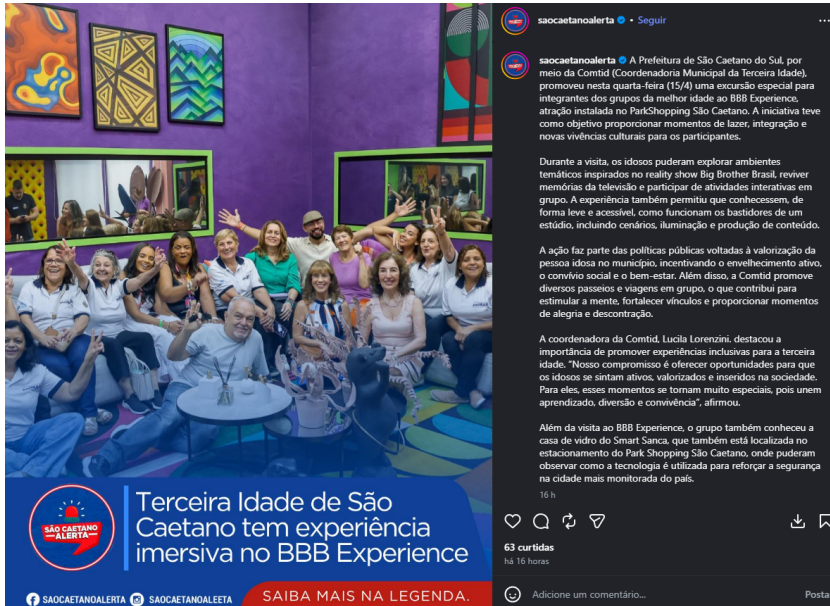 saocaetanoalerta • Seguir
saocaetanoalerta A Prefeitura de São Caetano do Sul, por
meio da Comtid (Coordenadoria Municipal da Terceira Idade),
promoveu nesta quarta-feira (15/4) uma excursão especial para
integrantes dos grupos da melhor idade ao BBB Experience,
atração instalada no ParkShopping São Caetano. A iniciativa teve
como objetivo proporcionar momentos de lazer, integração e
novas vivências culturais para os participantes.
Durante a visita, os idosos puderam explorar ambientes
temáticos inspirados no reality show Big Brother Brasil, reviver
memórias da televisão e participar de atividades interativas em
grupo. A experiência também permitiu que conhecessem, de
forma leve e acessível, como funcionam os bastidores de um
estúdio, incluindo cenários, iluminação e produção de conteúdo.
A ação faz parte das políticas públicas voltadas à valorização da
pessoa idosa no município, incentivando o envelhecimento ativo,
o convívio social e o bem-estar. Além disso, a Comtid promove
diversos passeios e viagens em grupo, o que contribui para
estimular a mente, fortalecer vínculos e proporcionar momentos
de alegria e descontração.
A coordenadora da Comtid, Lucila Lorenzini. destacou a
importância de promover experiências inclusivas para a terceira
idade. “Nosso compromisso é oferecer oportunidades para que
os idosos se sintam ativos, valorizados e inseridos na sociedade.
Para eles, esses momentos se tornam muito especiais, pois unem
aprendizado, diversão e convivência”, afirmou.
Além da visita ao BBB Experience, o grupo também conheceu a
casa de vidro do Smart Sanca, que também está localizada no
estacionamento do Park Shopping São Caetano, onde puderam
observar como a tecnologia é utilizada para reforçar a segurança
na cidade mais monitorada do país.
16 h
63 curtidas
há 16 horas
Adicione um comentário...
Posta
SÃO CAETANO
ALERTA
Terceira Idade de São
Caetano tem experiência
imersiva no BBB Experience
SAOCAETANOALERTA SAOCAETANOALEETA
SAIBA MAIS NA LEGENDA.